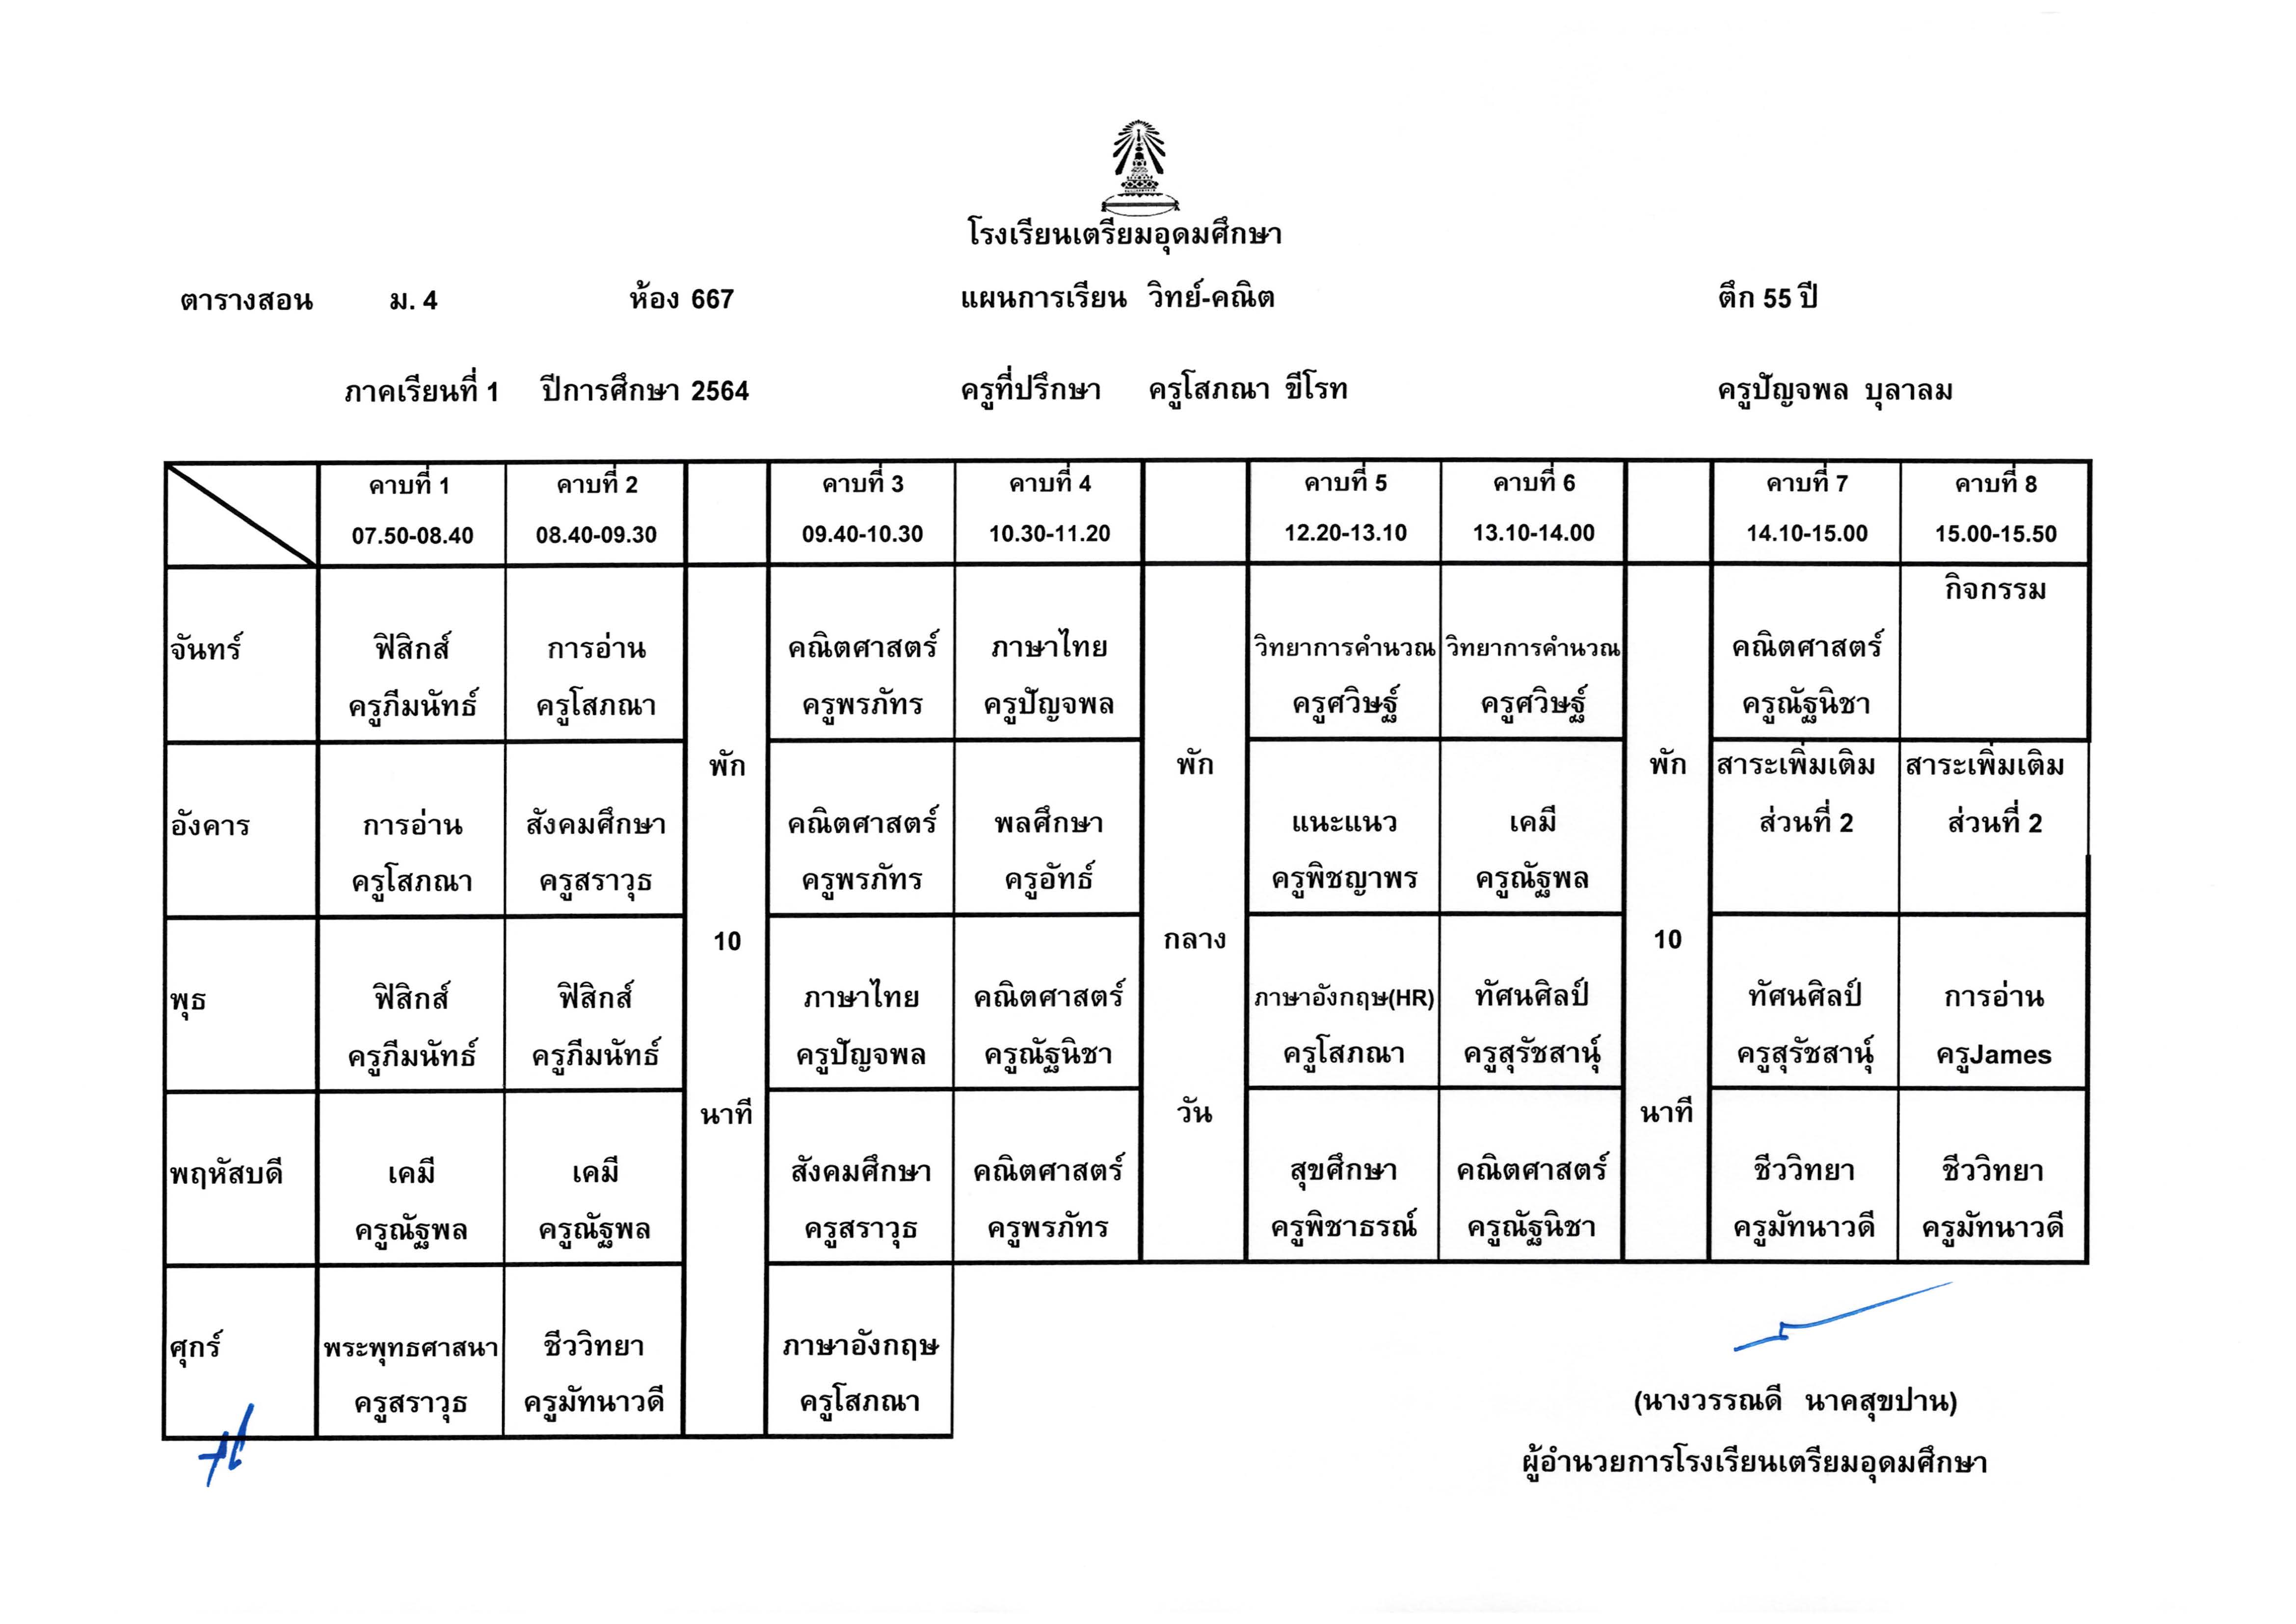 โรงเรียนเตรียมอุดมศึกษา
ตารางสอน ม. 4 ห้อง 667 แผนการเรียน วิทย์-คณิต ตึก 55 ปี
ภาคเรียนที่ 1 ปีการศึกษา 2564 ครูที่ปรึกษา ครูโสภณา ขีโรท ครูปัญจพล บุลาลม
คาบที่ 1 คาบที่ 2 คาบที่ 3 คาบที่ 4 คาบที่ 5 คาบที่ 6 คาบที่ 7 คาบที่ 8
07.50-08.40 08.40-09.30 09.40-10.30 10.30-11.20 12.20-13.10 13.10-14.00 14.10-15.00 15.00-15.50
กิจกรรม
จันทร์ ฟิสิกส์ การอ่าน คณิตศาสตร์ ภาษาไทย วิทยาการคำนวณ วิทยาการคำนวณ คณิตศาสตร์
ครูภีมนัทธ์ ครูโสภณา ครูพรภัทร ครูปัญจพล ครูศวิษฐ์ ครูศวิษฐ์ ครูณัฐนิชา
พัก พัก พัก สาระเพิ่มเติม สาระเพิ่มเติม
อังคาร การอ่าน สังคมศึกษา คณิตศาสตร์ พลศึกษา แนะแนว เคมี ส่วนที่ 2 ส่วนที่ 2
ครูโสภณา ครูสราวุธ ครูพรภัทร ครูอัทธ์ ครูพิชญาพร ครูณัฐพล
10 กลาง 10
พุธ ฟิสิกส์ ฟิสิกส์ ภาษาไทย คณิตศาสตร์ ภาษาอังกฤษ(HR) ทัศนศิลป์ ทัศนศิลป์ การอ่าน
ครูภีมนัทธ์ ครูภีมนัทธ์ ครูปัญจพล ครูณัฐนิชา ครูโสภณา ครูสุรัชสานุ์ ครูสุรัชสานุ์ ครูJames
นาที วัน นาที
พฤหัสบดี เคมี เคมี สังคมศึกษา คณิตศาสตร์ สุขศึกษา คณิตศาสตร์ ชีววิทยา ชีววิทยา
ครูณัฐพล ครูณัฐพล ครูสราวุธ ครูพรภัทร ครูพิชาธรณ์ ครูณัฐนิชา ครูมัทนาวดี ครูมัทนาวดี
ศุกร์ พระพุทธศาสนา ชีววิทยา ภาษาอังกฤษ
ครูสราวุธ ครูมัทนาวดี ครูโสภณา
(นางวรรณดี นาคสุขปาน)
ผู้อำนวยการโรงเรียนเตรียมอุดมศึกษา